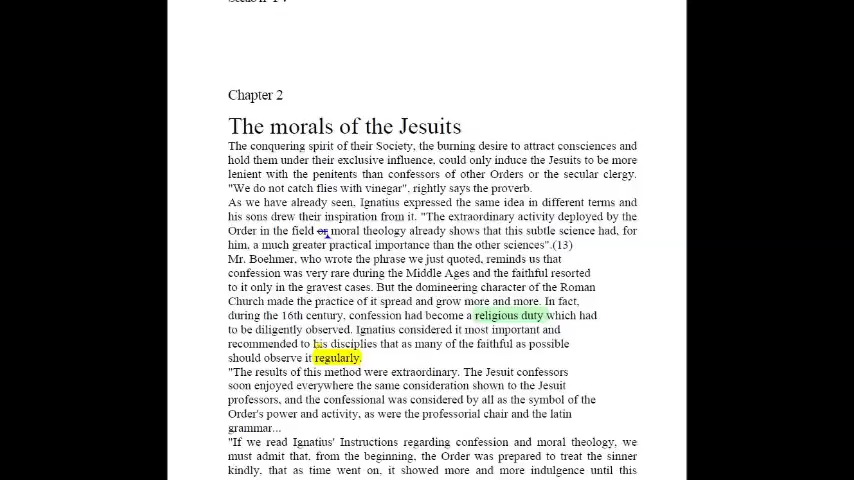 Chapter 2
The morals of the Jesuits
The conquering spirit of their Society, the burning desire to attract consciences and
hold them under their exclusive influence, could only induce the Jesuits to be more
lenient with the penitents than confessors of other Orders or the secular clergy.
"We do not catch flies with vinegar", rightly says the proverb.
As we have already seen, Ignatius expressed the same idea in different terms and
his sons drew their inspiration from it. "The extraordinary activity deployed by the
Order in the field or moral theology already shows that this subtle science had, for
him, a much greater practical importance than the other sciences".(13)
Mr. Boehmer, who wrote the phrase we just quoted, reminds us that
confession was very rare during the Middle Ages and the faithful resorted
to it only in the gravest cases. But the domineering character of the Roman
Church made the practice of it spread and grow more and more. In fact,
during the 16th century, confession had become a religious duty which had
to be diligently observed. Ignatius considered it most important and
recommended to his disciples that as many of the faithful as possible
should observe it regularly.
"The results of this method were extraordinary. The Jesuit confessors
soon enjoyed everywhere the same consideration shown to the Jesuit
professors, and the confessional was considered by all as the symbol of the
Order's power and activity, as were the professorial chair and the latin
grammar...
"If we read Ignatius' Instructions regarding confession and moral theology, we
must admit that. from the beginning, the Order was prepared to treat the sinner
kindly, that as time went on, it showed more and more indulgence until this